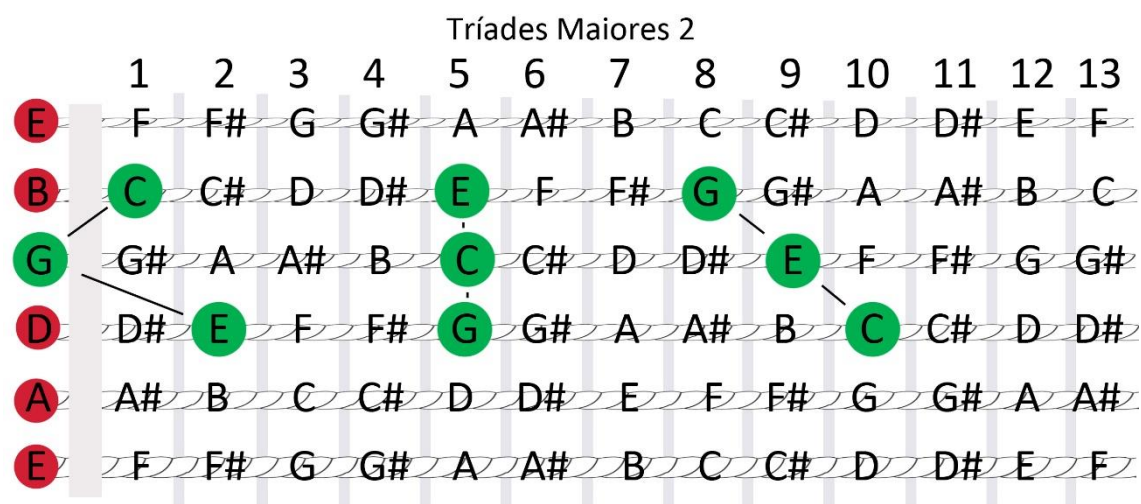 Tríades Maiores 2
1 2 3 4 5 6 7 8 9 10 11 12 13
E F F# G G# A A# B C C# D D# E F
B C C# D D# E F F# G G# A A# B C
G G# A A# B C C# D D# E F F# G G#
D D# E F F# G G# A A# B C C# D D#
A A# B C C# D D# E F F# G G# A A#
E F F# G G# A A# B C C# D D# E F